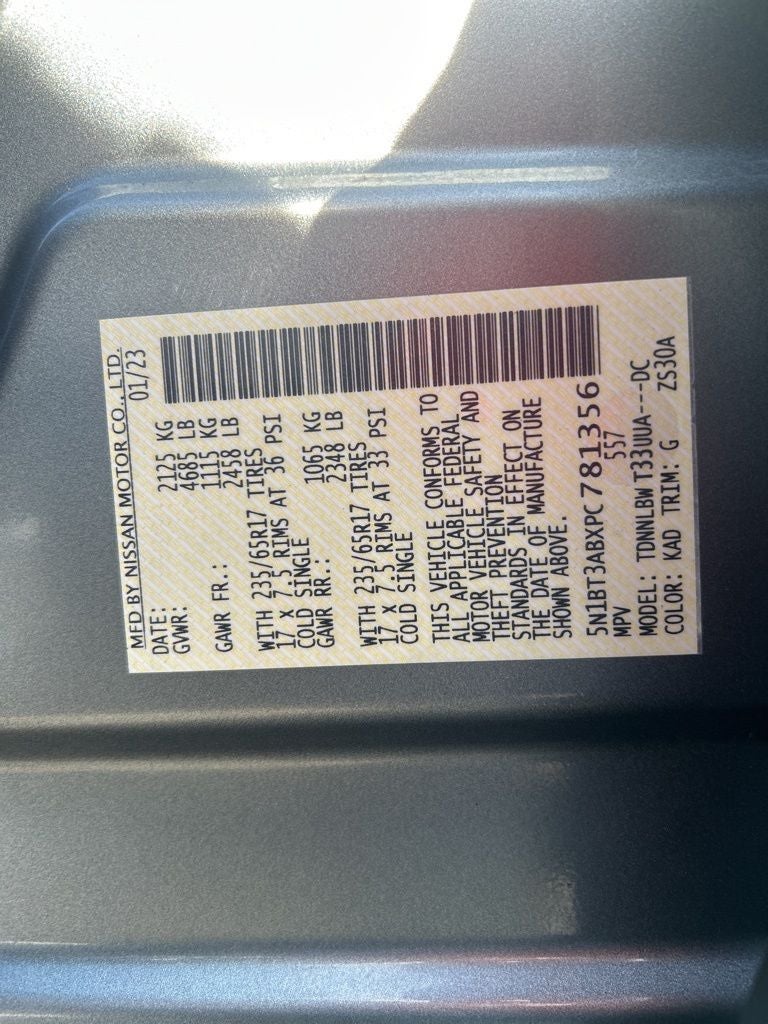 MFD BY NISSAN MOTOR CO., LTD.
DATE: 01/23
GVWR: 2125 KG
4685 LB
GAWR FR.: 1115 KG
2458 LB
WITH 235/65R17 TIRES
17 X 7.5 RIMS AT 36 PSI
COLD SINGLE
GAWR RR.: 1065 KG
2348 LB
WITH 235/65R17 TIRES
17 X 7.5 RIMS AT 33 PSI
COLD SINGLE
THIS VEHICLE CONFORMS TO
ALL APPLICABLE FEDERAL
MOTOR VEHICLE SAFETY AND
THEFT PREVENTION
STANDARDS IN EFFECT ON
THE DATE OF MANUFACTURE
SHOWN ABOVE.
5N1BT3ABXPC781356
MPV 557
MODEL: TDNNLBW T33UUA---DC
COLOR: KAD TRIM: G ZS30A